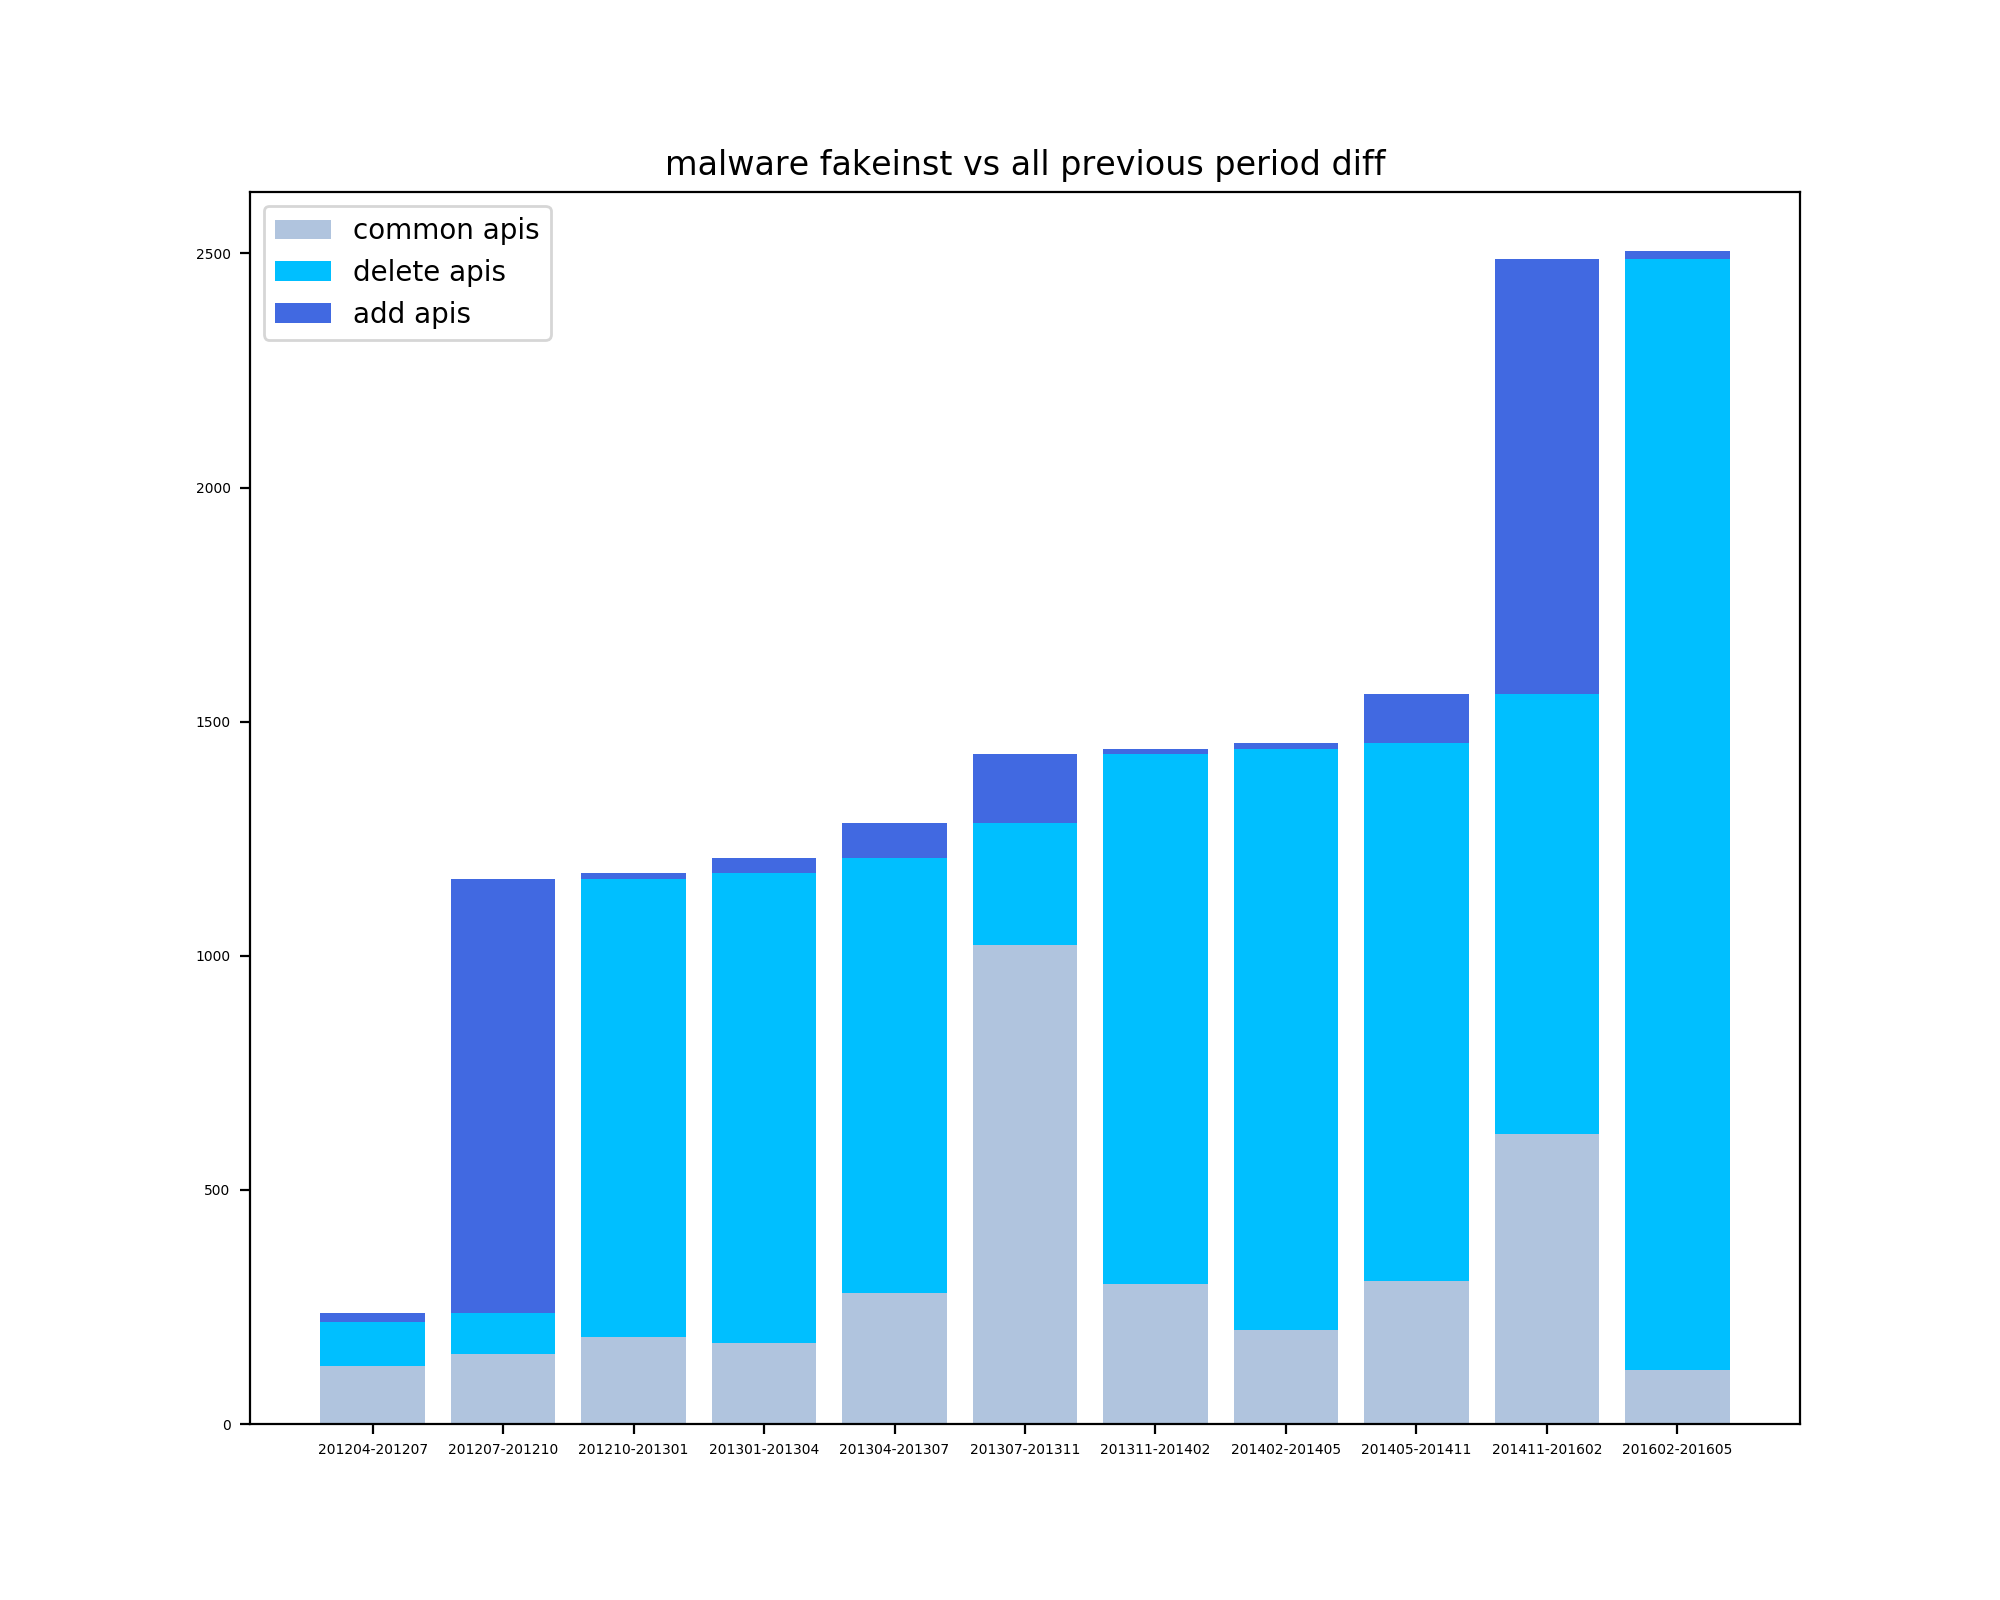 malware fakeinst vs all previous period diff
common apis
delete apis
add apis
2500
2000
1500
1000
500
0
201204-201207 201207-201210 201210-201301 201301-201304 201304-201307 201307-201311 201311-201402 201402-201405 201405-201411 201411-201602 201602-201605